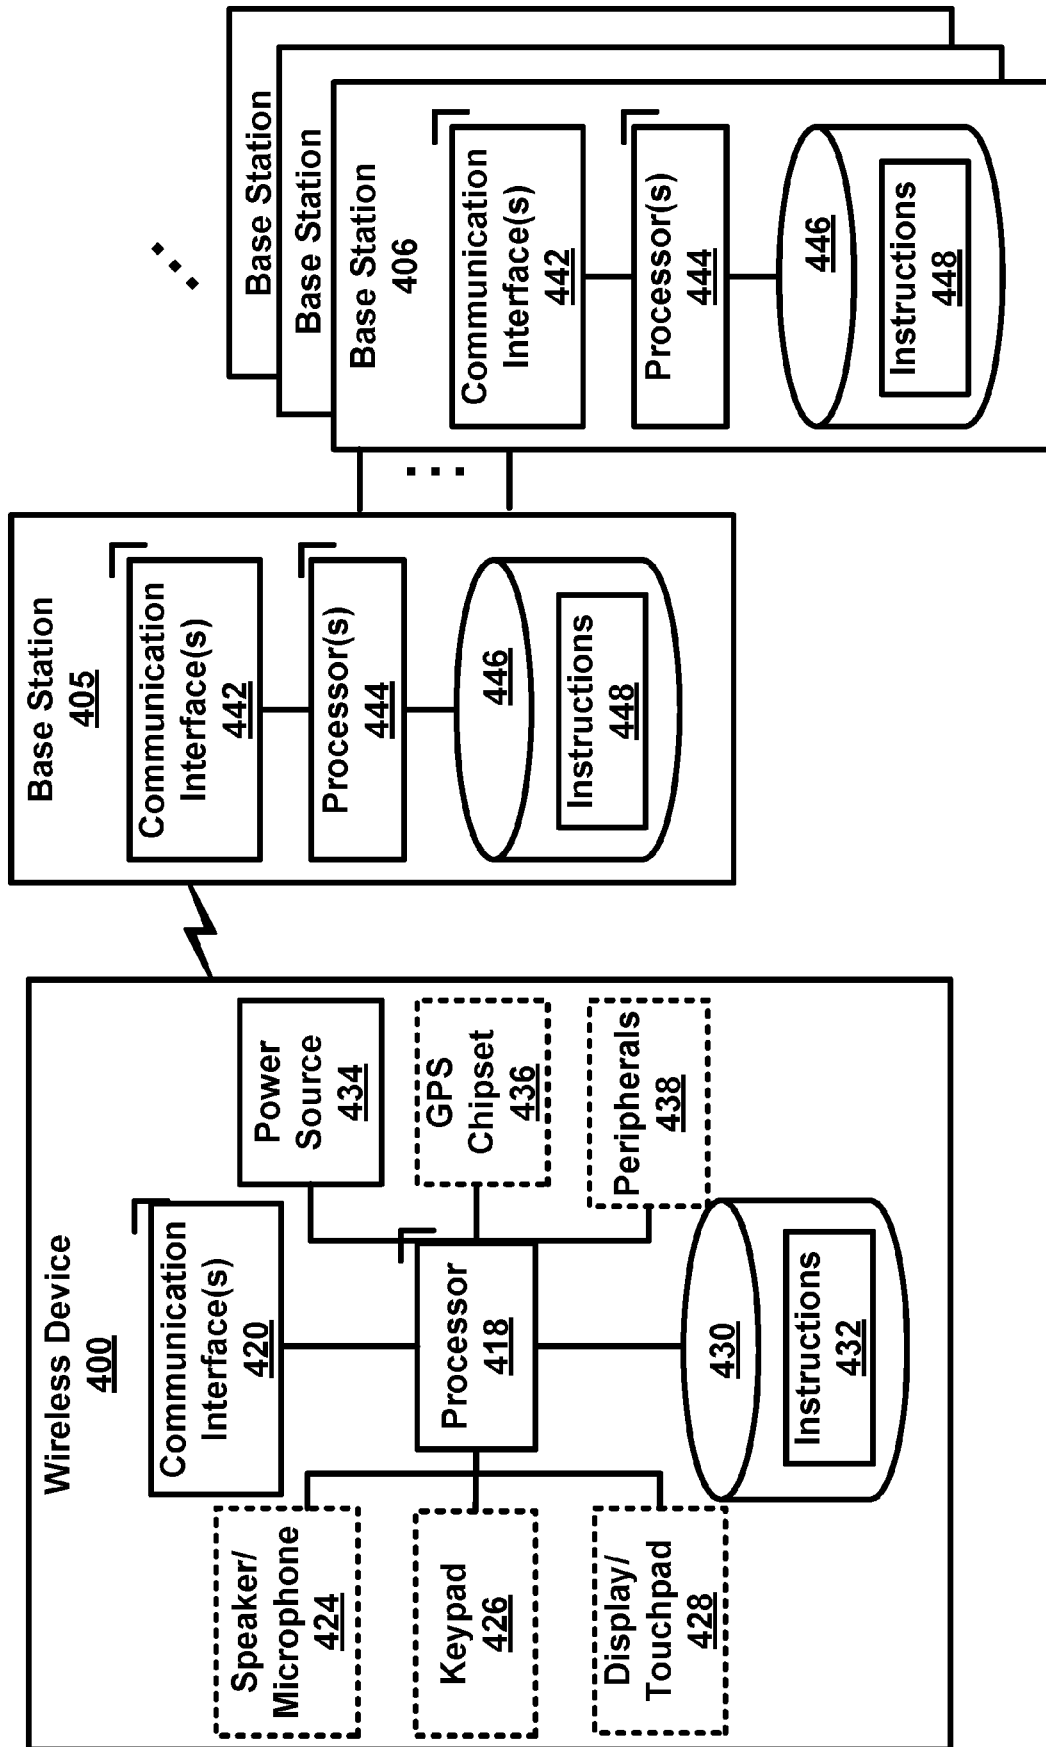 Wireless Device
400
Communication
Interface(s)
420
Speaker/
Microphone
424
Power
Source
434
Processor
418
Keypad
426
GPS
Chipset
436
Display/
Touchpad
428
Peripherals
438
430
Instructions
432
Base Station
405
Communication
Interface(s)
442
Processor(s)
444
446
Instructions
448
Base Station
Base Station
Base Station
406
Communication
Interface(s)
442
Processor(s)
444
446
Instructions
448